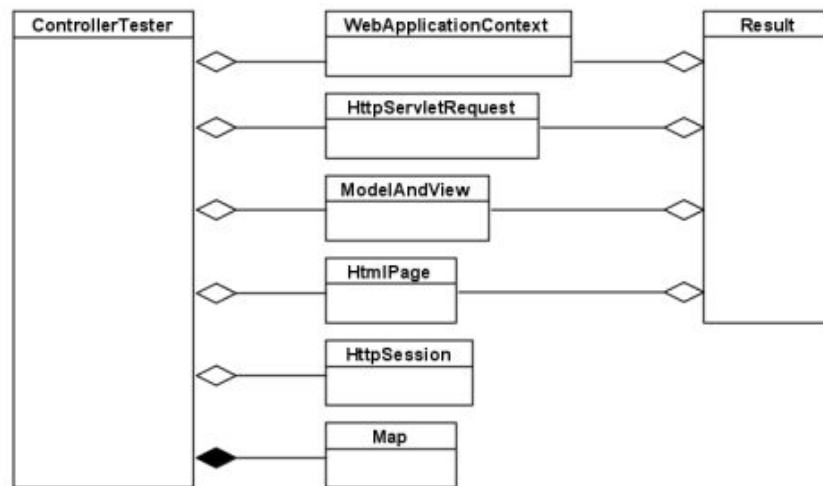 ControllerTester
WebApplicationContext
Result
HttpServletRequest
ModelAndView
HtmlPage
HttpSession
Map